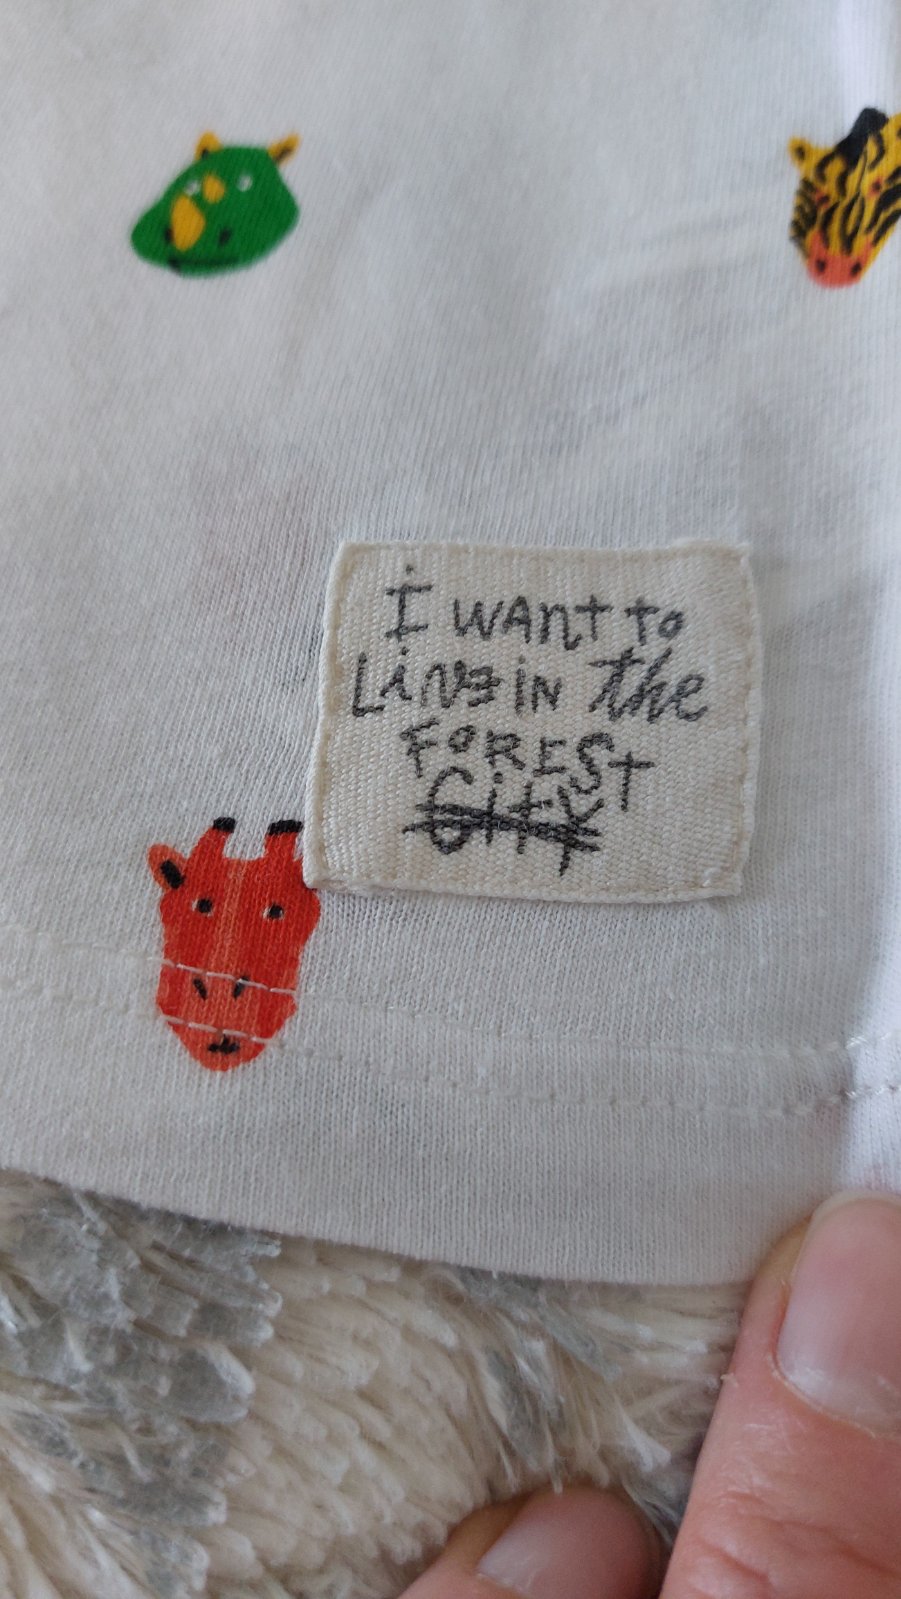 I WANT TO
LIVE IN the
FOREST
CITY